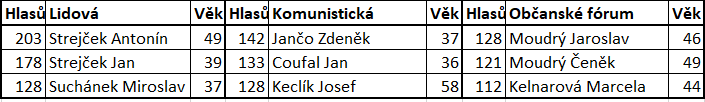 Hlasů Lidová Věk Hlasů Komunistická Věk Hlasů Občanské fórum Věk
203 Strejček Antonín 49 142 Jančo Zdeněk 37 128 Moudrý Jaroslav 46
178 Strejček Jan 39 133 Coufal Jan 36 121 Moudrý Čeněk 49
128 Suchánek Miroslav 37 128 Keclík Josef 58 112 Kelnarová Marcela 44